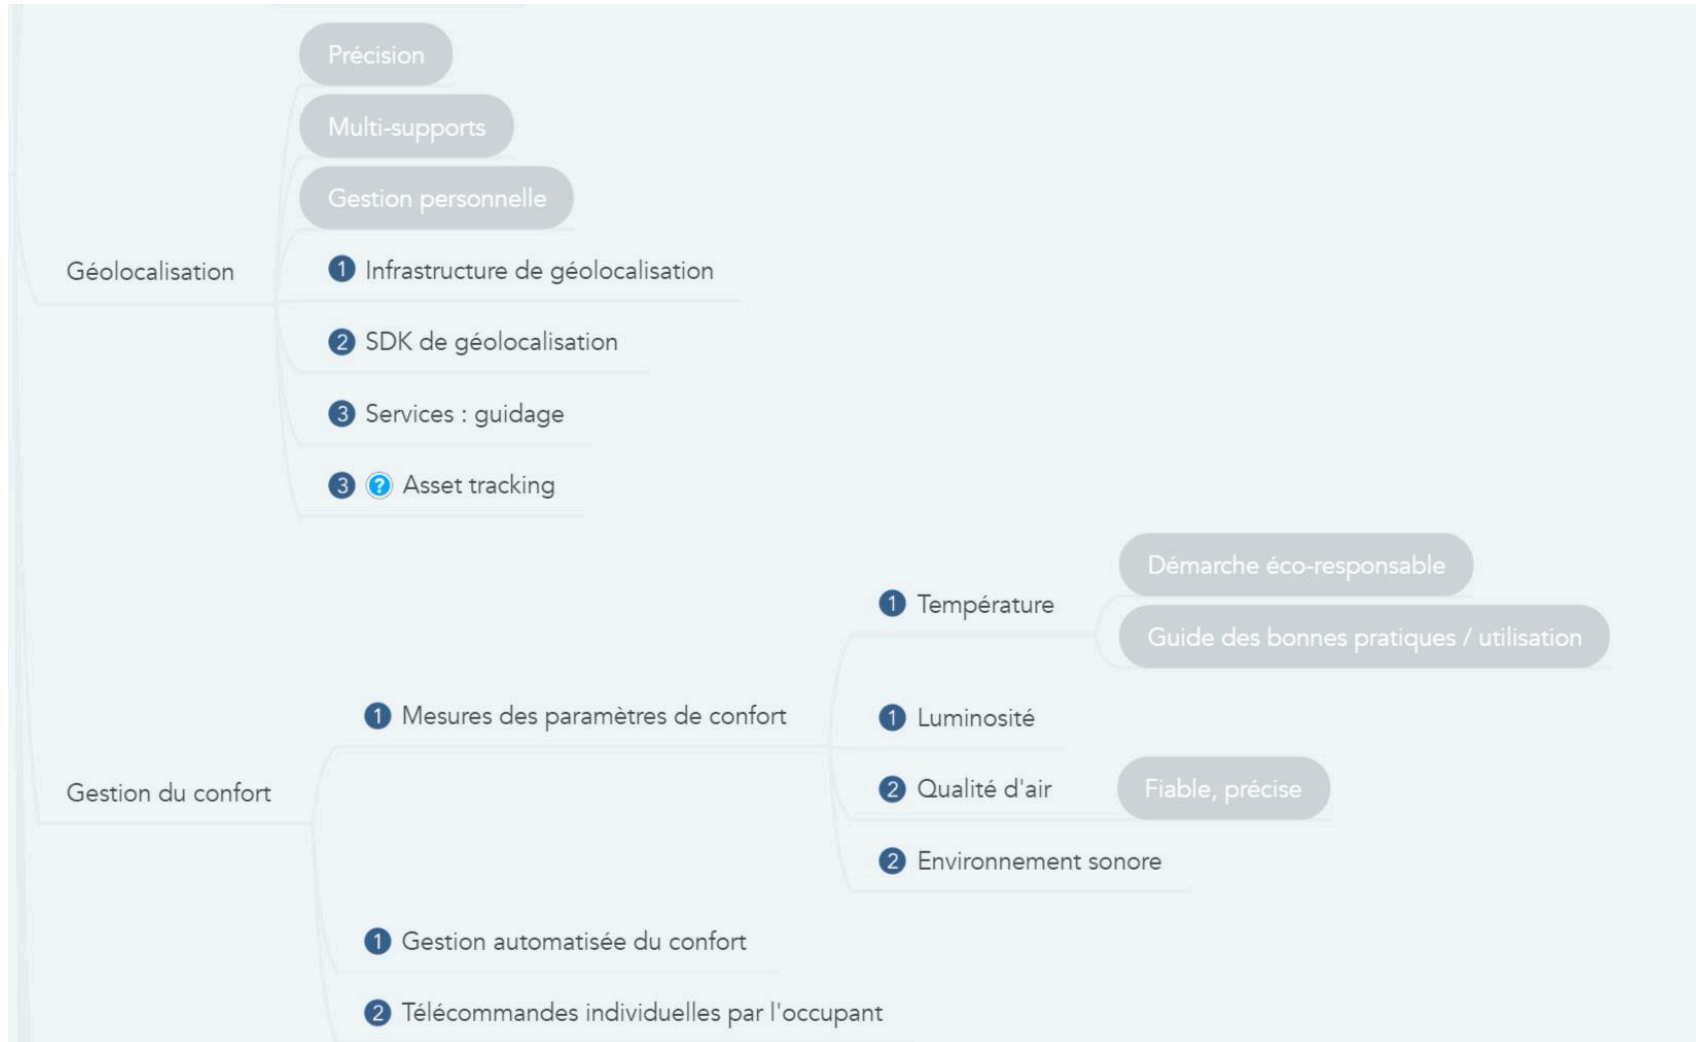 Précision
Multi-supports
Gestion personnelle
Géolocalisation
1 Infrastructure de géolocalisation
2 SDK de géolocalisation
3 Services : guidage
3 ? Asset tracking
Démarche éco-responsable
1 Température
Guide des bonnes pratiques / utilisation
1 Mesures des paramètres de confort
1 Luminosité
Gestion du confort
2 Qualité d'air
Fiable, précise
2 Environnement sonore
1 Gestion automatisée du confort
2 Télécommandes individuelles par l'occupant